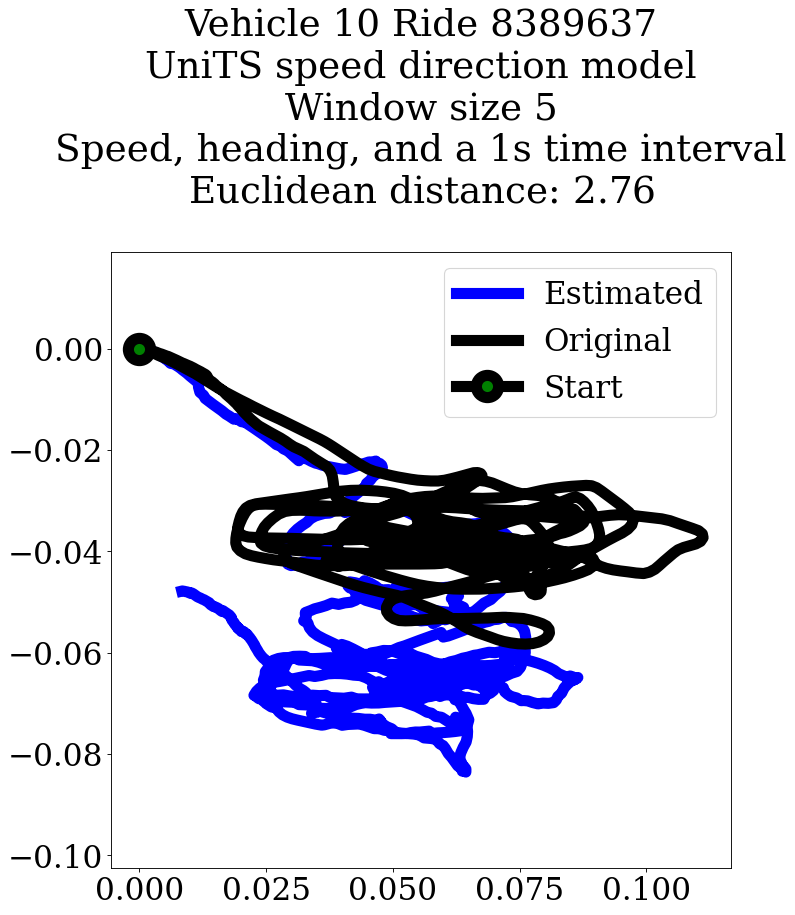 Vehicle 10 Ride 8389637
UniTS speed direction model
Window size 5
Speed, heading, and a 1s time interval
Euclidean distance: 2.76
Estimated
Original
Start
0.00
−0.02
−0.04
−0.06
−0.08
−0.10
0.000 0.025 0.050 0.075 0.100